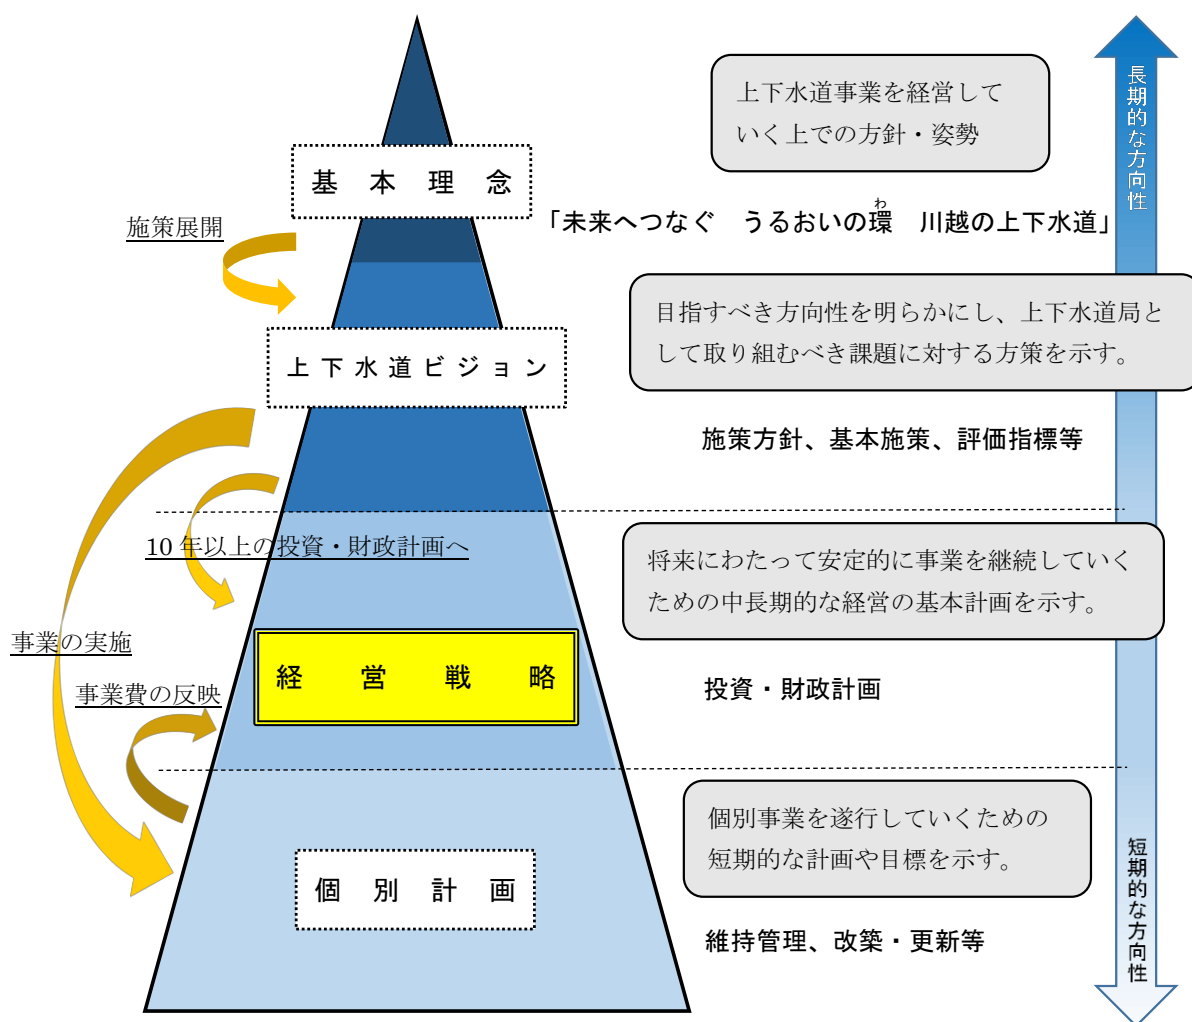 上下水道事業を経営して
いく上での方針・姿勢
長期的な方向性
基本理念
わ
「未来へつなぐ　うるおいの環　川越の上下水道」
施策展開
目指すべき方向性を明らかにし、上下水道局と
して取り組むべき課題に対する方策を示す。
上下水道ビジョン
施策方針、基本施策、評価指標等
10 年以上の投資・財政計画へ
将来にわたって安定的に事業を継続していく
ための中長期的な経営の基本計画を示す。
事業の実施
経営戦略
投資・財政計画
事業費の反映
個別事業を遂行していくための
短期的な計画や目標を示す。
短期的な方向性
個別計画
維持管理、改築・更新等